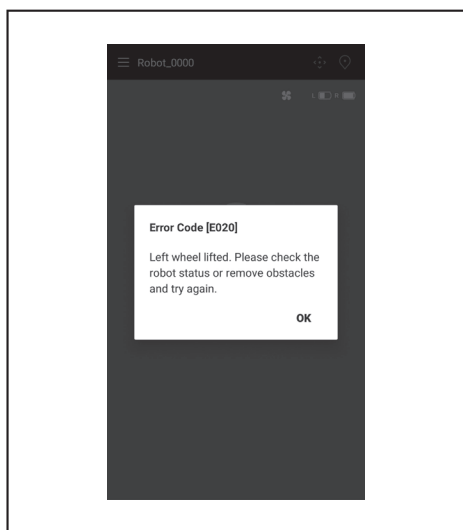 Robot_0000
L R
Error Code [E020]
Left wheel lifted. Please check the
robot status or remove obstacles
and try again.
OK